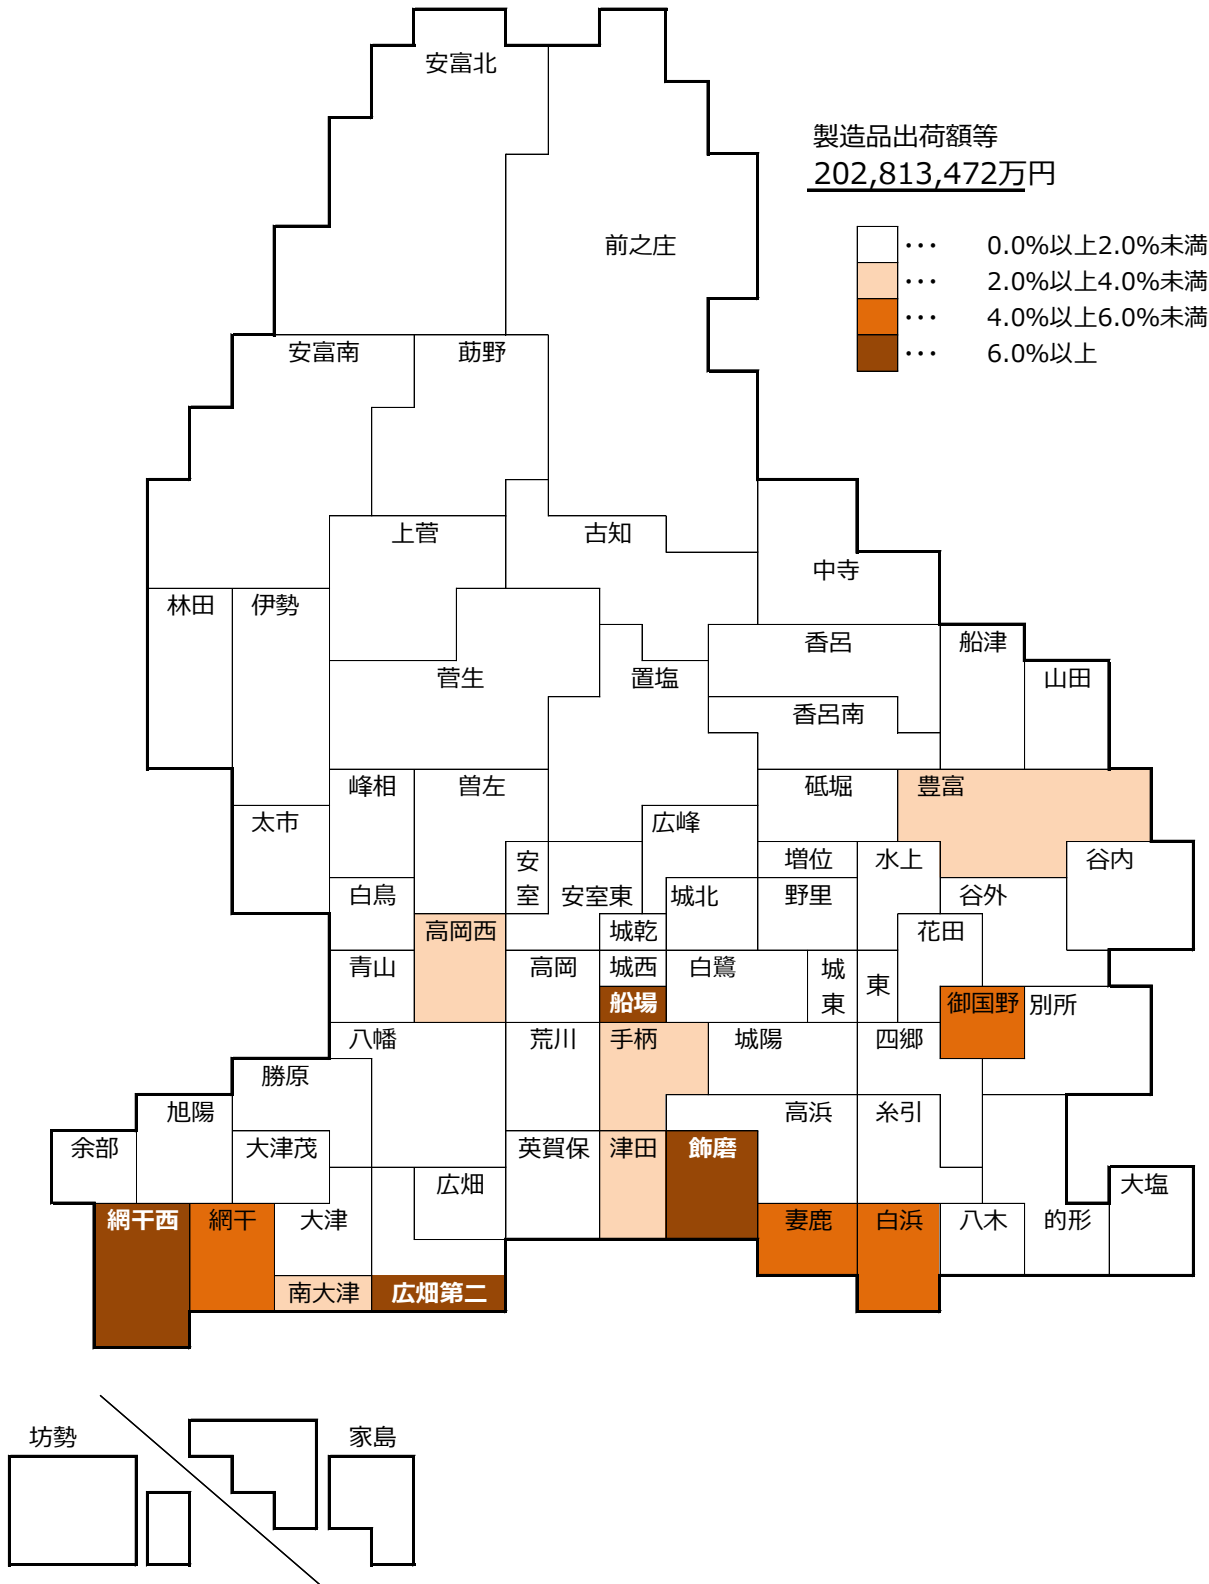 安富北
製造品出荷額等
202,813,472万円
前之庄
・・・ 0.0%以上2.0%未満
・・・ 2.0%以上4.0%未満
・・・ 4.0%以上6.0%未満
・・・ 6.0%以上
安富南
莇野
上菅
古知
中寺
林田
伊勢
香呂
船津
菅生
置塩
山田
香呂南
峰相
曽左
砥堀
豊富
太市
広峰
安室
増位
水上
谷内
白鳥
安室東
城北
野里
谷外
高岡西
城乾
花田
青山
高岡
城西
白鷺
城東
東
船場
御国野
別所
八幡
荒川
手柄
城陽
四郷
勝原
旭陽
高浜
糸引
余部
大津茂
英賀保
津田
飾磨
広畑
大塩
網干西
網干
大津
妻鹿
白浜
八木
的形
南大津
広畑第二
坊勢
家島